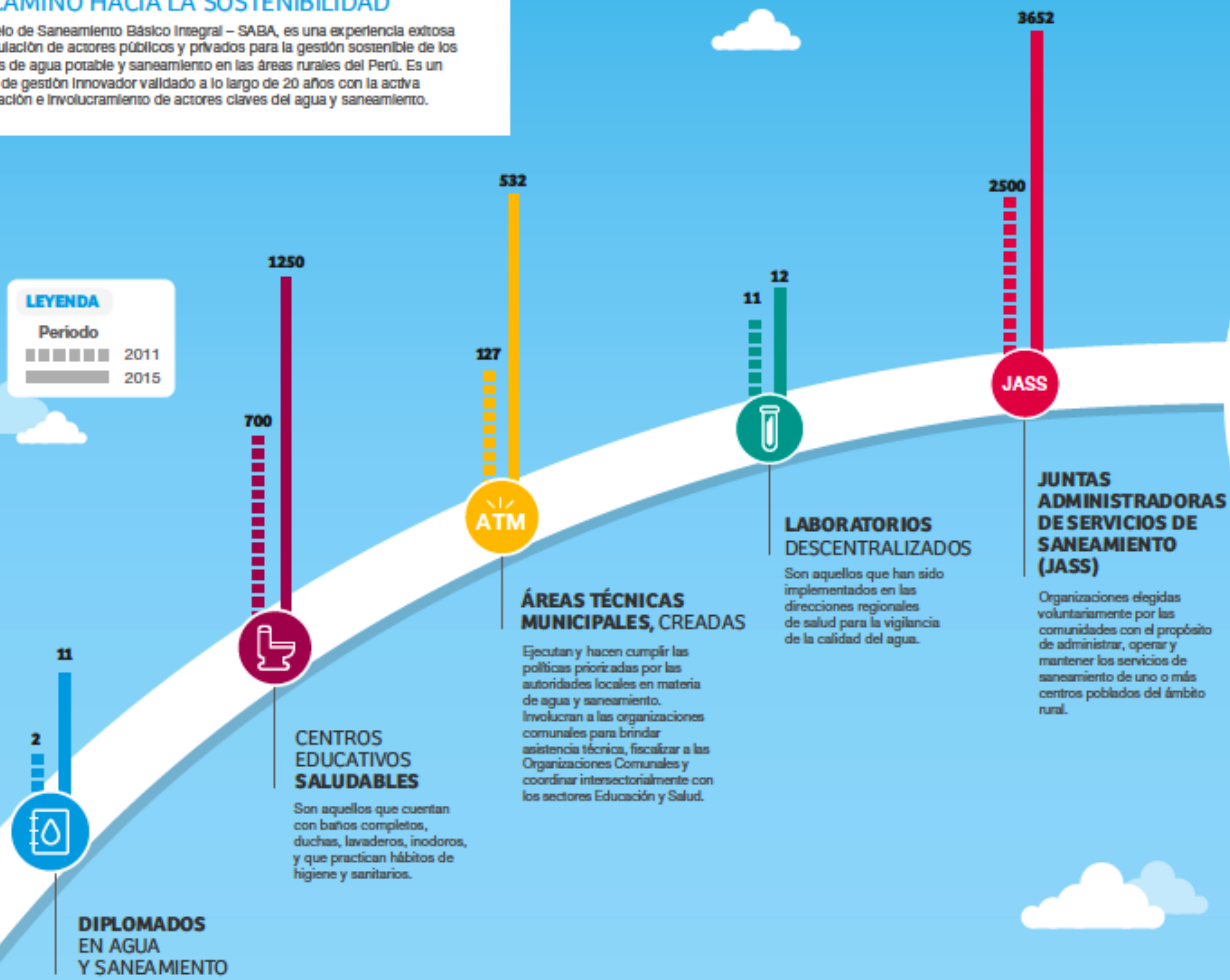 CAMINO HACIA LA SOSTENIBILIDAD
lo de Saneamiento Básico Integral – SABA, es una experiencia exitosa
ulación de actores públicos y privados para la gestión sostenible de los
s de agua potable y saneamiento en las áreas rurales del Perú. Es un
de gestión innovador validado a lo largo de 20 años con la activa
ación e involucramiento de actores claves del agua y saneamiento.
LEYENDA
Periodo
2011
2015
2
11
DIPLOMADOS
EN AGUA
Y SANEAMIENTO
700
1250
CENTROS
EDUCATIVOS
SALUDABLES
Son aquellos que cuentan
con baños completos,
duchas, lavaderos, inodoros,
y que practican hábitos de
higiene y sanitarios.
127
532
ATM
ÁREAS TÉCNICAS
MUNICIPALES, CREADAS
Ejecutan y hacen cumplir las
políticas priorizadas por las
autoridades locales en materia
de agua y saneamiento.
Involucran a las organizaciones
comunales para brindar
asistencia técnica, fiscalizar a las
Organizaciones Comunales y
coordinar intersectorialmente con
los sectores Educación y Salud.
11
12
LABORATORIOS
DESCENTRALIZADOS
Son aquellos que han sido
implementados en las
direcciones regionales
de salud para la vigilancia
de la calidad del agua.
2500
3652
JASS
JUNTAS
ADMINISTRADORAS
DE SERVICIOS DE
SANEAMIENTO
(JASS)
Organizaciones elegidas
voluntariamente por las
comunidades con el propósito
de administrar, operar y
mantener los servicios de
saneamiento de uno o más
centros poblados del ámbito
rural.